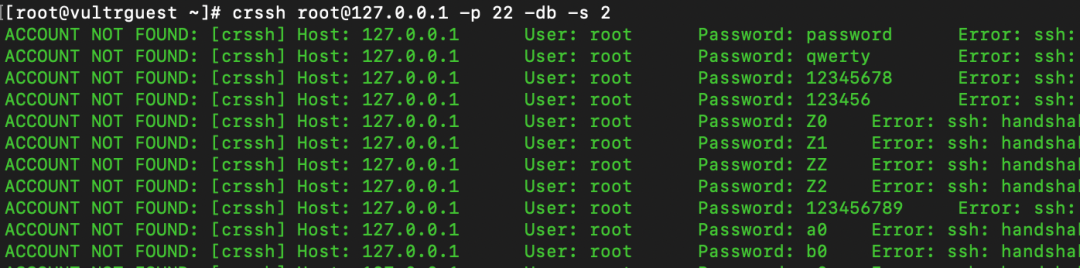 [[root@vultrguest ~]# crssh root@127.0.0.1 -p 22 -db -s 2
ACCOUNT NOT FOUND: [crssh] Host: 127.0.0.1 User: root Password: password Error: ssh:
ACCOUNT NOT FOUND: [crssh] Host: 127.0.0.1 User: root Password: qwerty Error: ssh:
ACCOUNT NOT FOUND: [crssh] Host: 127.0.0.1 User: root Password: 12345678 Error: ssh:
ACCOUNT NOT FOUND: [crssh] Host: 127.0.0.1 User: root Password: 123456 Error: ssh:
ACCOUNT NOT FOUND: [crssh] Host: 127.0.0.1 User: root Password: Z0 Error: ssh: handsha
ACCOUNT NOT FOUND: [crssh] Host: 127.0.0.1 User: root Password: Z1 Error: ssh: handsha
ACCOUNT NOT FOUND: [crssh] Host: 127.0.0.1 User: root Password: ZZ Error: ssh: handsha
ACCOUNT NOT FOUND: [crssh] Host: 127.0.0.1 User: root Password: Z2 Error: ssh: handsha
ACCOUNT NOT FOUND: [crssh] Host: 127.0.0.1 User: root Password: 123456789 Error: ssh:
ACCOUNT NOT FOUND: [crssh] Host: 127.0.0.1 User: root Password: a0 Error: ssh: handsha
ACCOUNT NOT FOUND: [crssh] Host: 127.0.0.1 User: root Password: b0 Error: ssh: handsha